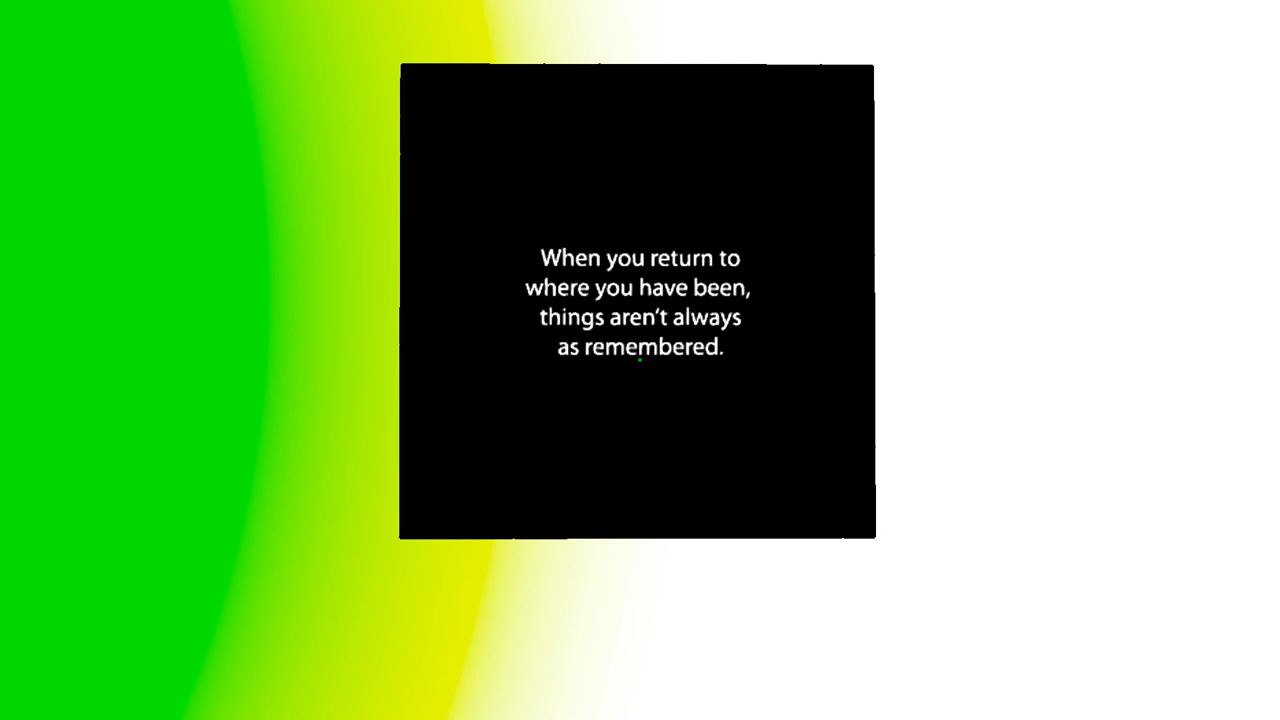 When you return to
where you have been,
things aren't always
as remembered.